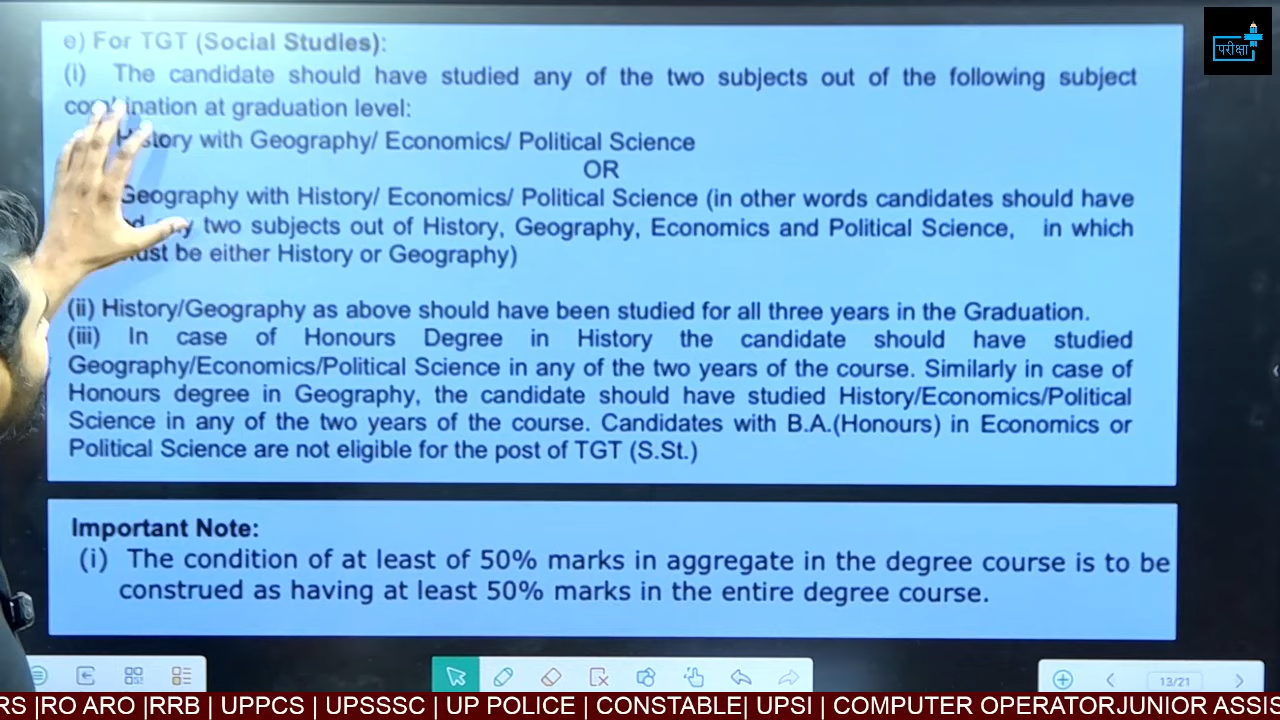 परीक्षा
e) For TGT (Social Studies):
(i) The candidate should have studied any of the two subjects out of the following subject
combination at graduation level:
History with Geography/ Economics/ Political Science
OR
Geography with History/ Economics/ Political Science (in other words candidates should have
two subjects out of History, Geography, Economics and Political Science, in which
be either History or Geography)
(ii) History/Geography as above should have been studied for all three years in the Graduation.
(iii) In case of Honours Degree in History the candidate should have studied
Geography/Economics/Political Science in any of the two years of the course. Similarly in case of
Honours degree in Geography, the candidate should have studied History/Economics/Political
Science in any of the two years of the course. Candidates with B.A.(Honours) in Economics or
Political Science are not eligible for the post of TGT (S.St.)
Important Note:
(i) The condition of at least of 50% marks in aggregate in the degree course is to be
construed as having at least 50% marks in the entire degree course.
13/21
RS |RO ARO |RRB | UPPCS | UPSSSC | UP POLICE | CONSTABLE| UPSI | COMPUTER OPERATORJUNIOR ASSIS